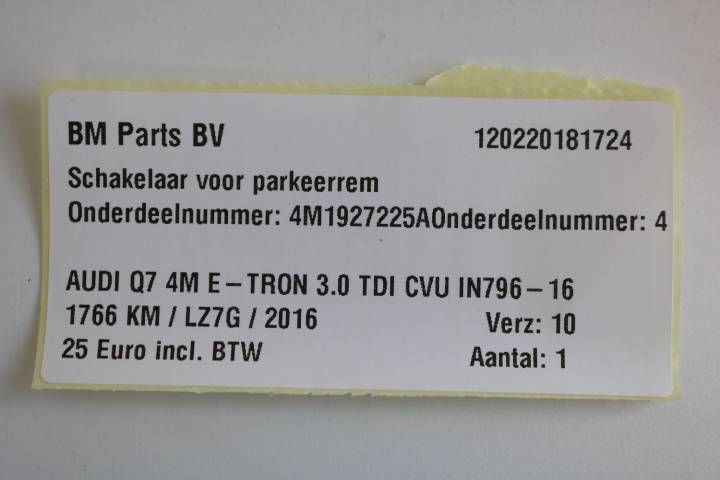 BM Parts BV 120220181724
Schakelaar voor parkeerrem
Onderdeelnummer: 4M1927225AOnderdeelnummer: 4
AUDI Q7 4M E-TRON 3.0 TDI CVU IN796-16
1766 KM / LZ7G / 2016 Verz: 10
25 Euro incl. BTW Aantal: 1